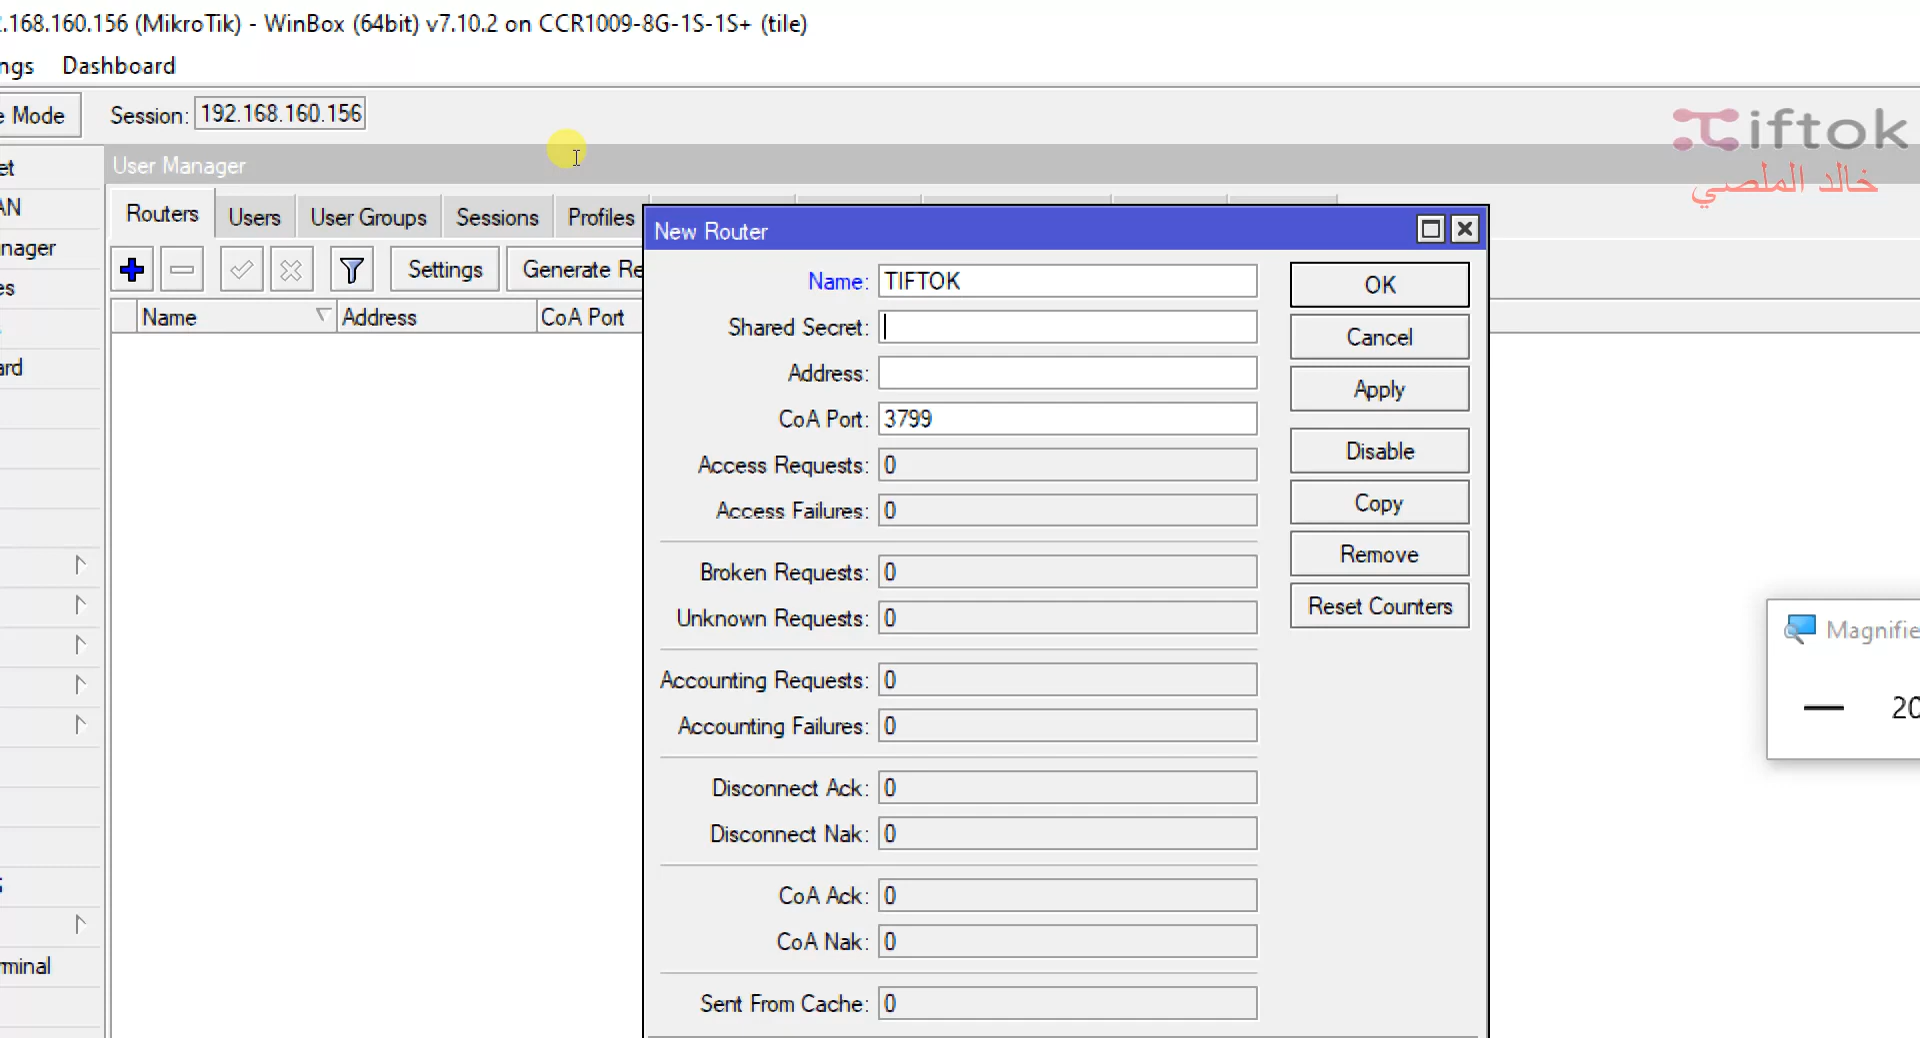 .168.160.156 (MikroTik) - WinBox (64bit) v7.10.2 on CCR1009-8G-1S-1S+ (tile)
ngs Dashboard
e Mode Session: 192.168.160.156
iftok
خالد الملصي
et
AN
nager
es
ard
rminal
User Manager
Routers Users User Groups Sessions Profiles
Settings Generate Re
Name Address CoA Port
New Router
Name: TIFTOK
Shared Secret:
Address:
CoA Port: 3799
Access Requests: 0
Access Failures: 0
Broken Requests: 0
Unknown Requests: 0
Accounting Requests: 0
Accounting Failures: 0
Disconnect Ack: 0
Disconnect Nak: 0
CoA Ack: 0
CoA Nak: 0
Sent From Cache: 0
OK
Cancel
Apply
Disable
Copy
Remove
Reset Counters
Magnifie
20